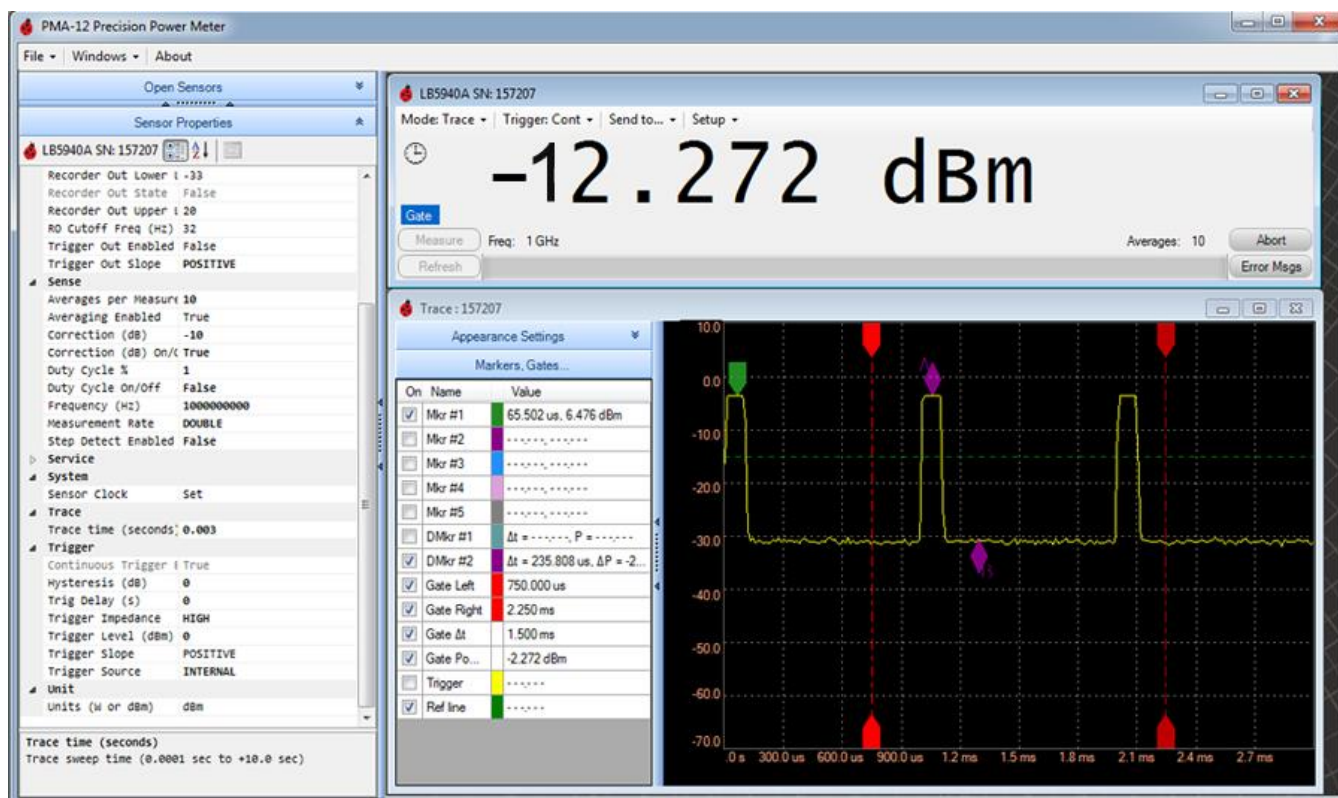 PMA-12 Precision Power Meter
File Windows About
Open Sensors
Sensor Properties
LB5940A SN: 157207
Recorder Out Lower -33
Recorder Out State False
Recorder Out Upper 20
RO Cutoff Freq (Hz) 32
Trigger Out Enabled False
Trigger Out Slope POSITIVE
Sense
Averages per Measure 10
Averaging Enabled True
Correction (dB) -10
Correction (dB) On/ True
Duty Cycle % 1
Duty Cycle On/Off False
Frequency (Hz) 1000000000
Measurement Rate DOUBLE
Step Detect Enabled False
Service
System
Sensor Clock Set
Trace
Trace time (seconds) 0.003
Trigger
Continuous Trigger True
Hysteresis (dB) 0
Trig Delay (s) 0
Trigger Impedance HIGH
Trigger Level (dBm) 0
Trigger Slope POSITIVE
Trigger Source INTERNAL
Unit
Units (W or dBm) dBm
Trace time (seconds)
Trace sweep time (0.0001 sec to +10.0 sec)
LB5940A SN: 157207
Mode: Trace Trigger: Cont Send to... Setup
-12.272 dBm
Gate
Measure Freq: 1 GHz Averages: 10 Abort
Refresh Error Msgs
Trace : 157207
Appearance Settings
Markers, Gates...
On Name Value
Mkr #1 65.502 us, 6.476 dBm
Mkr #2 - - -.- - -, - - -.- - -
Mkr #3 - - -.- - -, - - -.- - -
Mkr #4 - - -.- - -, - - -.- - -
Mkr #5 - - -.- - -, - - -.- - -
DMkr #1 Δt = - - -.- - -, P = - - -.- - -
DMkr #2 Δt = 235.808 us, ΔP = -2...
Gate Left 750.000 us
Gate Right 2.250 ms
Gate Δt 1.500 ms
Gate Po... -2.272 dBm
Trigger - - -.- - -
Ref line - - -.- - -
10.0
0.0
-10.0
-20.0
-30.0
-40.0
-50.0
-60.0
-70.0
.0 s 300.0 us 600.0 us 900.0 us 1.2 ms 1.5 ms 1.8 ms 2.1 ms 2.4 ms 2.7 ms